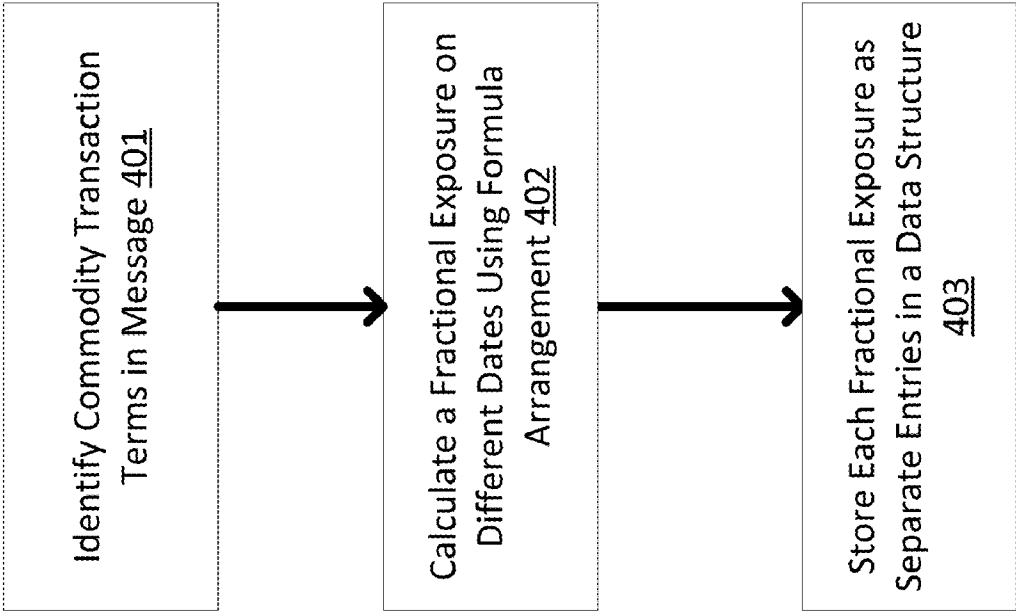 Identify Commodity Transaction
Terms in Message 401
Calculate a Fractional Exposure on
Different Dates Using Formula
Arrangement 402
Store Each Fractional Exposure as
Separate Entries in a Data Structure
403